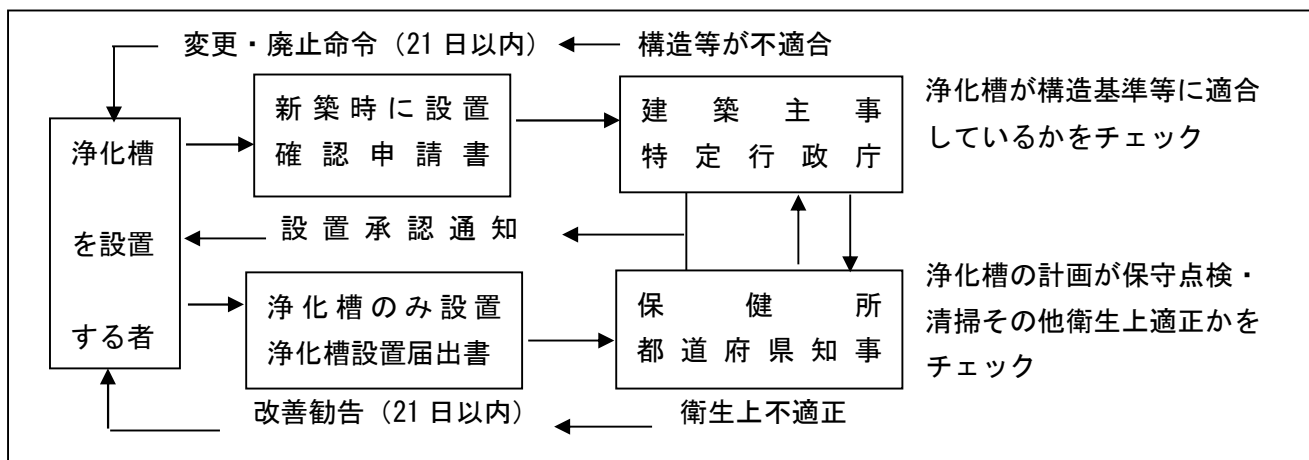 変更・廃止命令（21日以内） 構造等が不適合
新築時に設置
確認申請書
建築主事
特定行政庁
浄化槽が構造基準等に適合
しているかをチェック
浄化槽
を設置
する者
設置承認通知
浄化槽のみ設置
浄化槽設置届出書
保健所
都道府県知事
浄化槽の計画が保守点検・
清掃その他衛生上適正かを
チェック
改善勧告（21日以内） 衛生上不適正